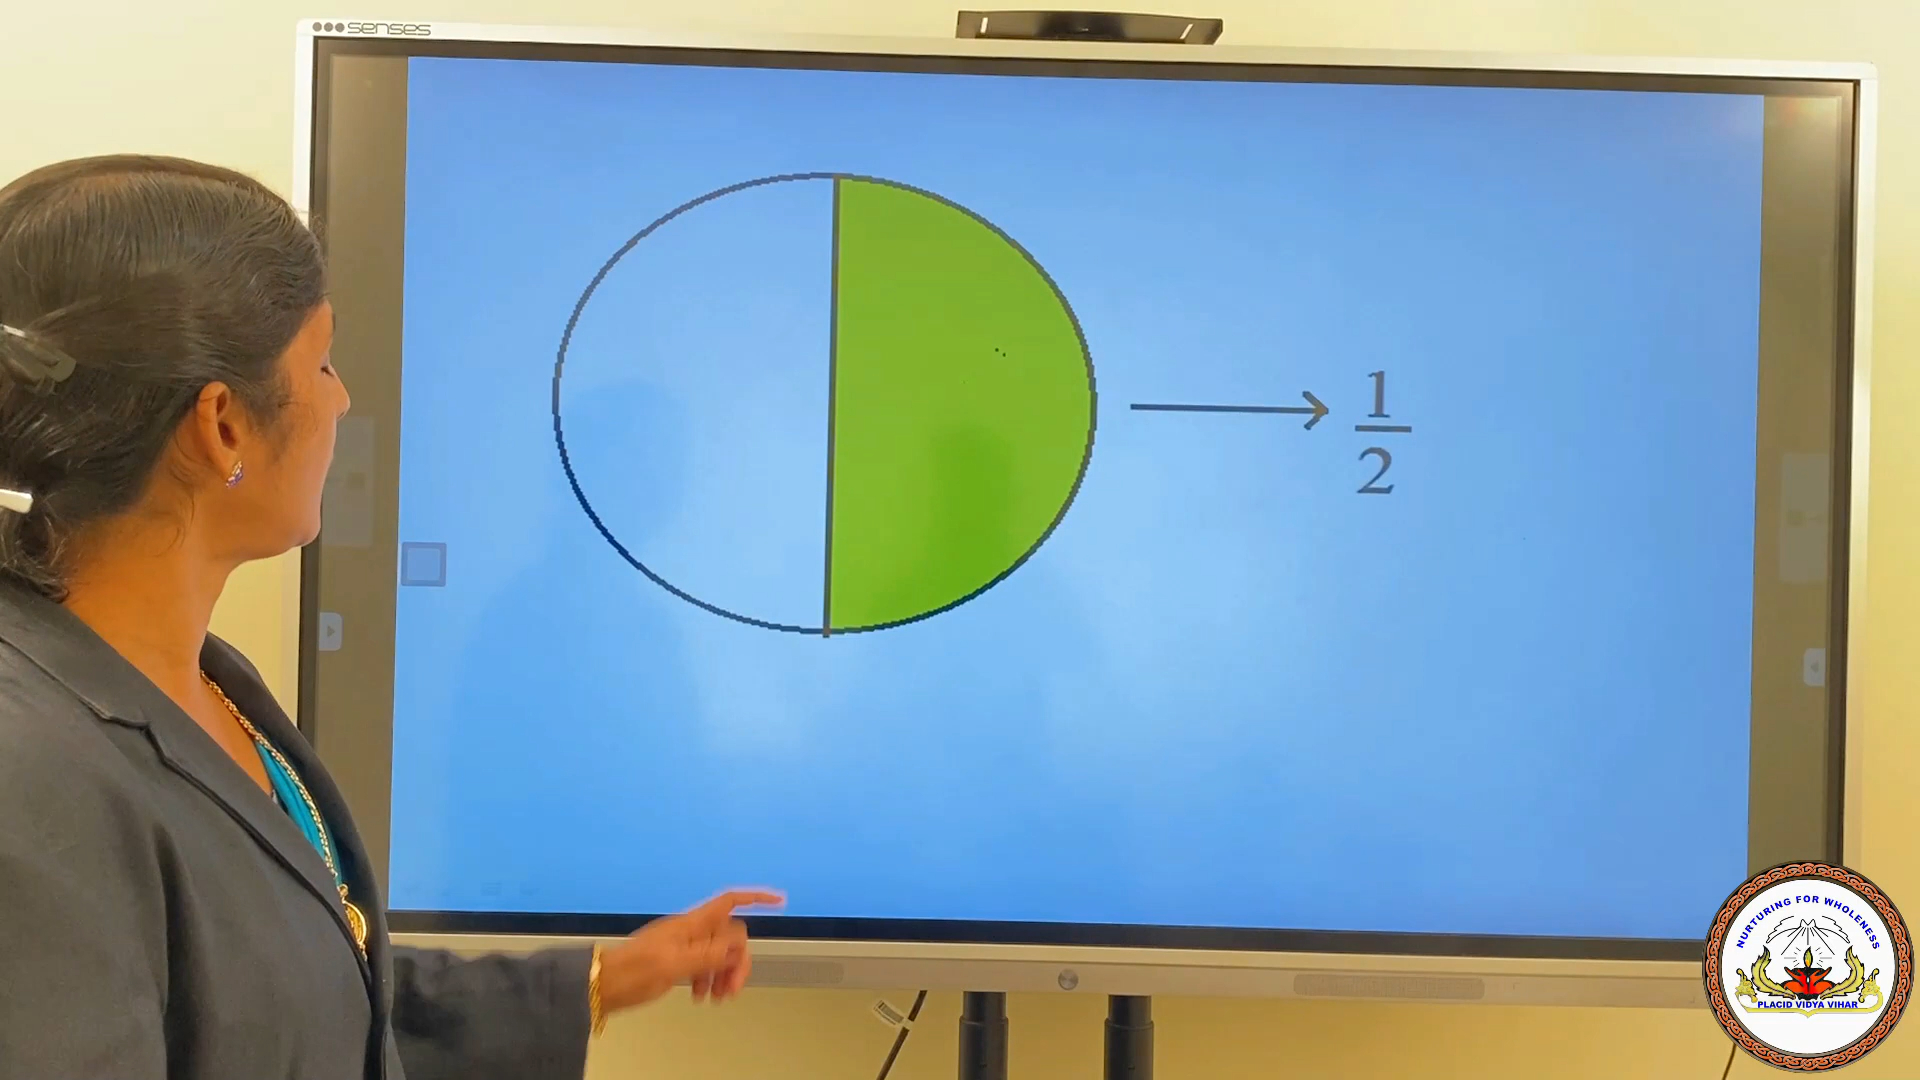 senses
1
2
NURTURING FOR WHOLENESS
PLACID VIDYA VIHAR